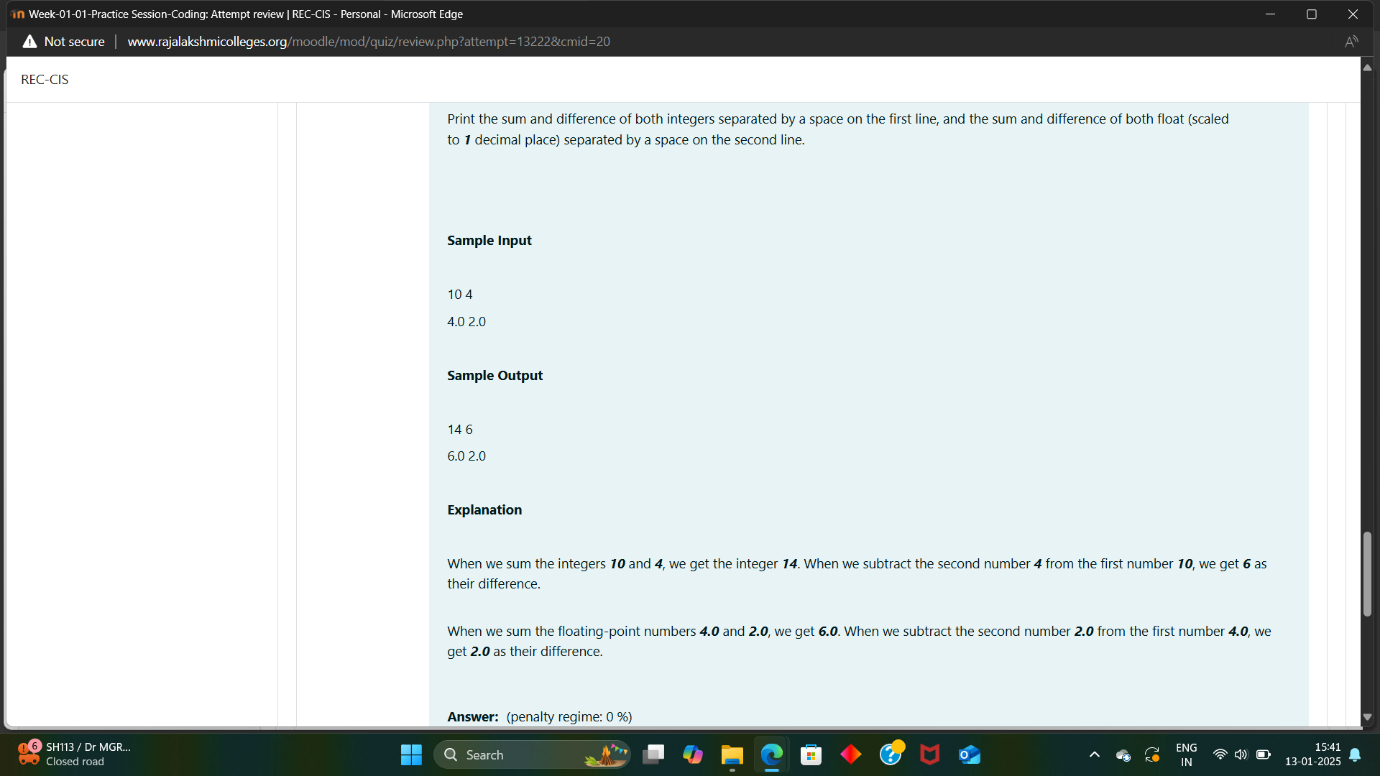 Week-01-01-Practice Session-Coding: Attempt review | REC-CIS - Personal - Microsoft Edge
Not secure | www.rajalakshmicolleges.org/moodle/mod/quiz/review.php?attempt=13222&cmid=20
REC-CIS
Print the sum and difference of both integers separated by a space on the first line, and the sum and difference of both float (scaled
to 1 decimal place) separated by a space on the second line.
Sample Input
10 4
4.0 2.0
Sample Output
14 6
6.0 2.0
Explanation
When we sum the integers 10 and 4, we get the integer 14. When we subtract the second number 4 from the first number 10, we get 6 as
their difference.
When we sum the floating-point numbers 4.0 and 2.0, we get 6.0. When we subtract the second number 2.0 from the first number 4.0, we
get 2.0 as their difference.
Answer: (penalty regime: 0 %)
6
SH113 / Dr MGR...
Closed road
Search
ENG
IN
15:41
13-01-2025